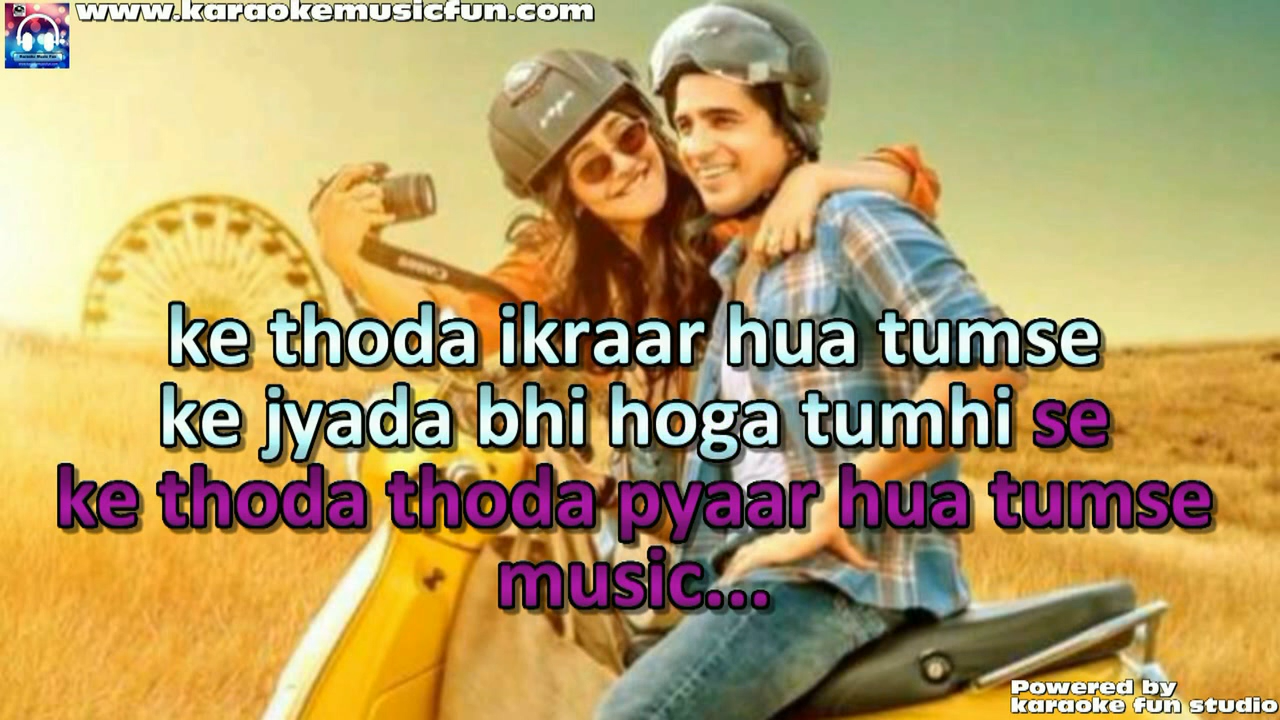 www.karaokemusicfun.com
ke thoda ikraar hua tumse
ke jyada bhi hoga tumhi se
ke thoda thoda pyaar hua tumse
music...
Canon
Powered by
karaoke fun studio